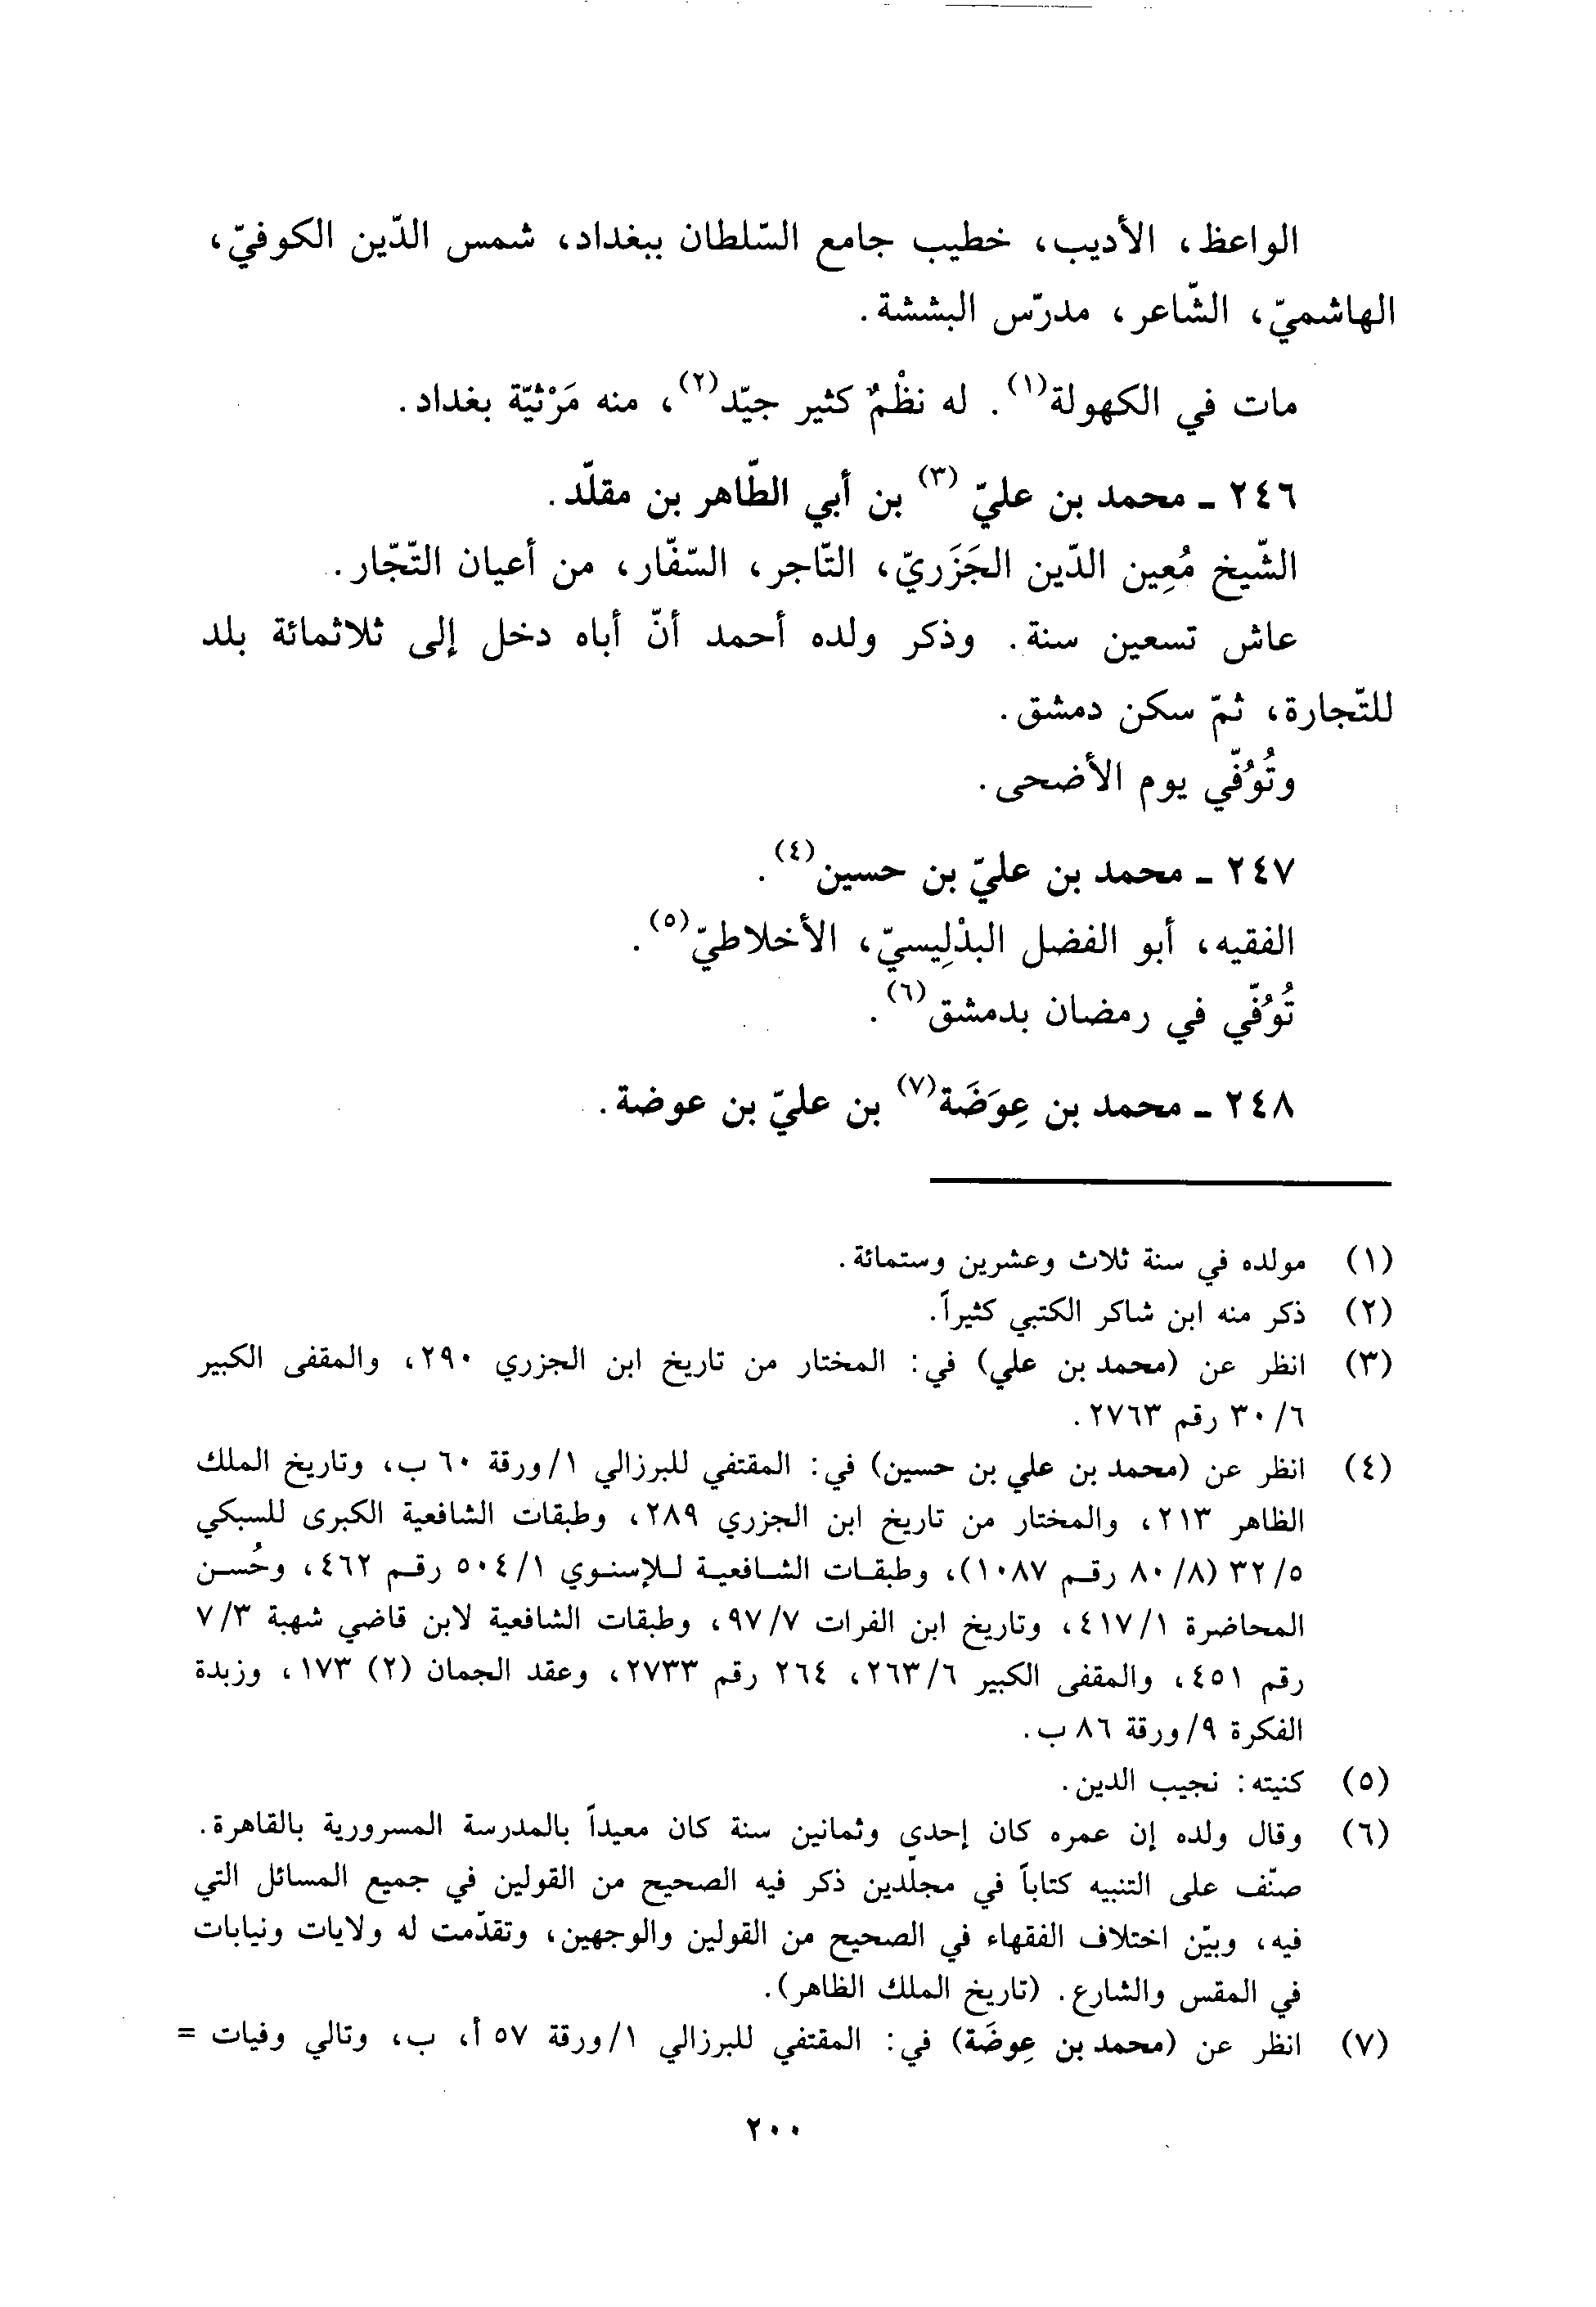 الواعظ، الأديب، خطيب جامع السّلطان ببغداد، شمس الدّين الكوفيّ،
الهاشميّ، الشّاعر، مدرّس البششة.
مات في الكهولة(١). له نظْمٌ كثير جيّد(٢)، منه مَرْثيّة بغداد.
٢٤٦ ـ محمد بن عليّ(٣) بن أبي الطّاهر بن مقلّد.
الشّيخ مُعِين الدّين الجَزَريّ، التّاجر، السّفّار، من أعيان التّجّار.
عاش تسعين سنة. وذكر ولده أحمد أنّ أباه دخل إلى ثلاثمائة بلد
للتّجارة، ثمّ سكن دمشق.
وتُوُفّي يوم الأضحى.
٢٤٧ ـ محمد بن عليّ بن حسين(٤).
الفقيه، أبو الفضل البدْلِيسيّ، الأخلاطيّ(٥).
تُوُفّي في رمضان بدمشق(٦).
٢٤٨ ـ محمد بن عِوَضَة(٧) بن عليّ بن عوضة.
(١) مولده في سنة ثلاث وعشرين وستمائة.
(٢) ذكر منه ابن شاكر الكتبي كثيراً.
(٣) انظر عن (محمد بن علي) في: المختار من تاريخ ابن الجزري ٢٩٠، والمقفى الكبير
٦/ ٣٠ رقم ٢٧٦٣.
(٤) انظر عن (محمد بن علي بن حسين) في: المقتفي للبرزالي ١/ورقة ٦٠ ب، وتاريخ الملك
الظاهر ٢١٣، والمختار من تاريخ ابن الجزري ٢٨٩، وطبقات الشافعية الكبرى للسبكي
٥/ ٣٢ (٨/ ٨٠ رقم ١٠٨٧)، وطبقات الشافعية للإسنوي ١/ ٥٠٤ رقم ٤٦٢، وحُسن
المحاضرة ١/ ٤١٧، وتاريخ ابن الفرات ٧/ ٩٧، وطبقات الشافعية لابن قاضي شهبة ٣/ ٧
رقم ٤٥١، والمقفى الكبير ٦/ ٢٦٣، ٢٦٤ رقم ٢٧٣٣، وعقد الجمان (٢) ١٧٣، وزبدة
الفكرة ٩/ورقة ٨٦ ب.
(٥) كنيته: نجيب الدين.
(٦) وقال ولده إن عمره كان إحدى وثمانين سنة كان معيداً بالمدرسة المسرورية بالقاهرة.
صنّف على التنبيه كتاباً في مجلّدين ذكر فيه الصحيح من القولين في جميع المسائل التي
فيه، وبيّن اختلاف الفقهاء في الصحيح من القولين والوجهين، وتقدّمت له ولايات ونيابات
في المقس والشارع. (تاريخ الملك الظاهر).
(٧) انظر عن (محمد بن عِوضَة) في: المقتفي للبرزالي ١/ورقة ٥٧ أ، ب، وتالي وفيات =
٢٠٠